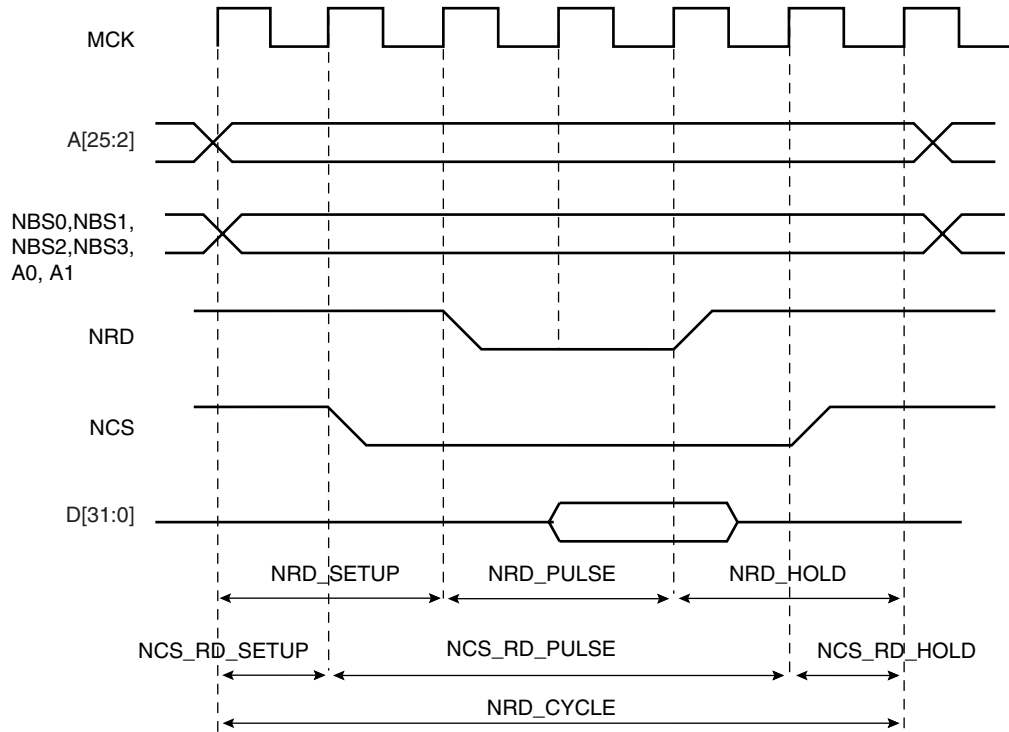 MCK
A[25:2]
NBS0,NBS1,
NBS2,NBS3,
A0, A1
NRD
NCS
D[31:0]
NRD_SETUP NRD_PULSE NRD_HOLD
NCS_RD_SETUP NCS_RD_PULSE NCS_RD_HOLD
NRD_CYCLE